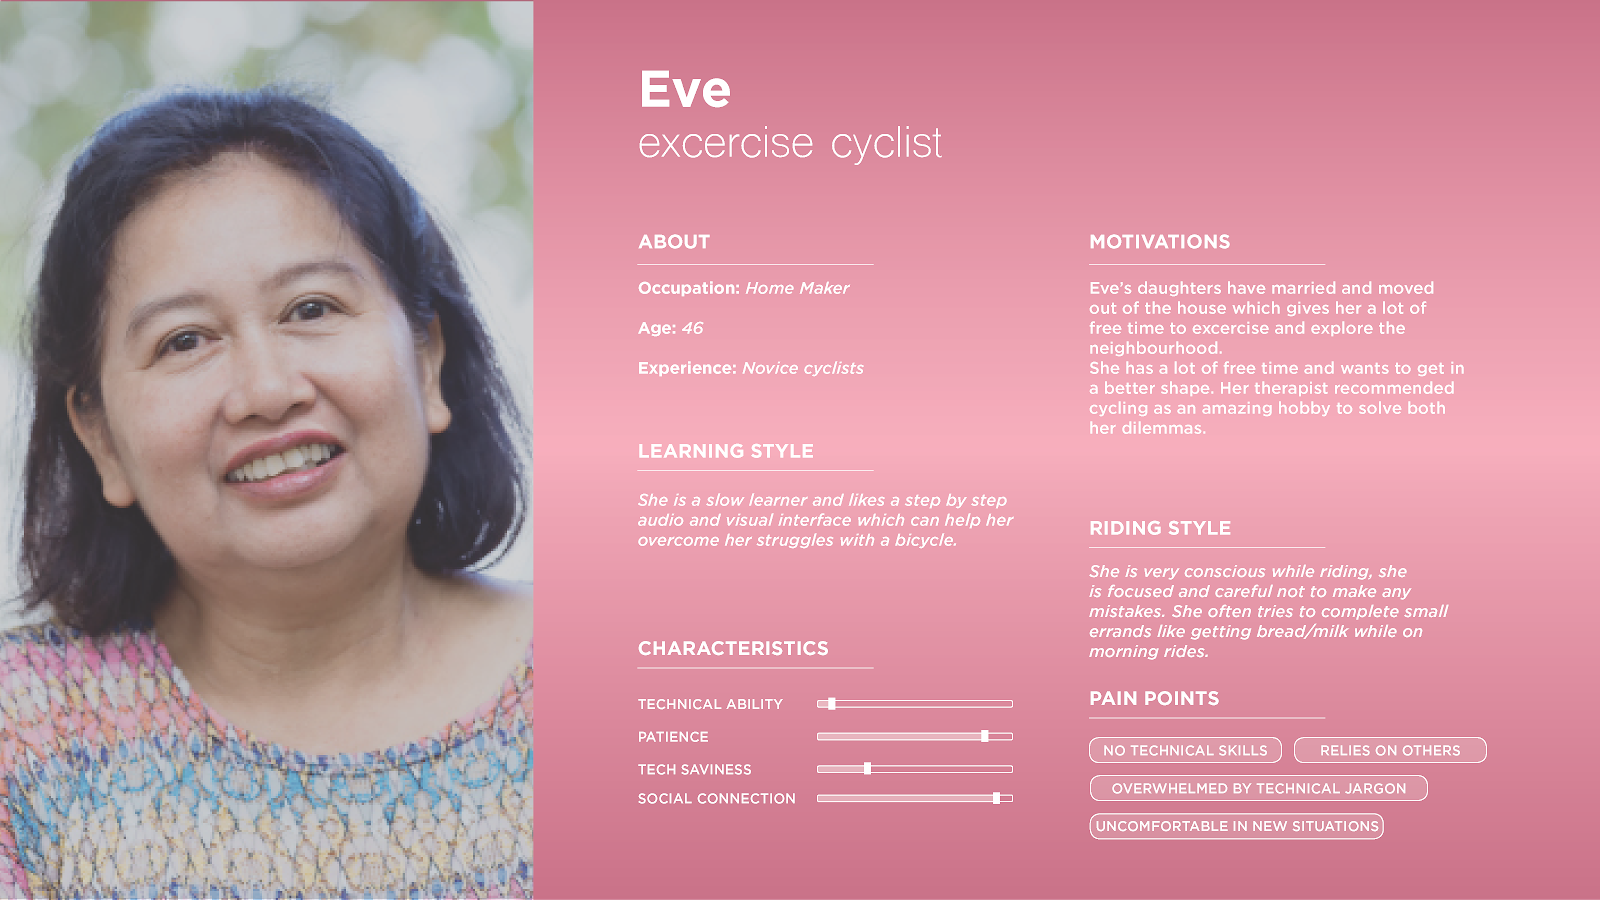 Eve
excercise cyclist
ABOUT
Occupation: Home Maker
Age: 46
Experience: Novice cyclists
LEARNING STYLE
She is a slow learner and likes a step by step
audio and visual interface which can help her
overcome her struggles with a bicycle.
CHARACTERISTICS
TECHNICAL ABILITY
PATIENCE
TECH SAVINESS
SOCIAL CONNECTION
MOTIVATIONS
Eve's daughters have married and moved
out of the house which gives her a lot of
free time to excercise and explore the
neighbourhood.
She has a lot of free time and wants to get in
a better shape. Her therapist recommended
cycling as an amazing hobby to solve both
her dilemmas.
RIDING STYLE
She is very conscious while riding, she
is focused and careful not to make any
mistakes. She often tries to complete small
errands like getting bread/milk while on
morning rides.
PAIN POINTS
NO TECHNICAL SKILLS
RELIES ON OTHERS
OVERWHELMED BY TECHNICAL JARGON
UNCOMFORTABLE IN NEW SITUATIONS